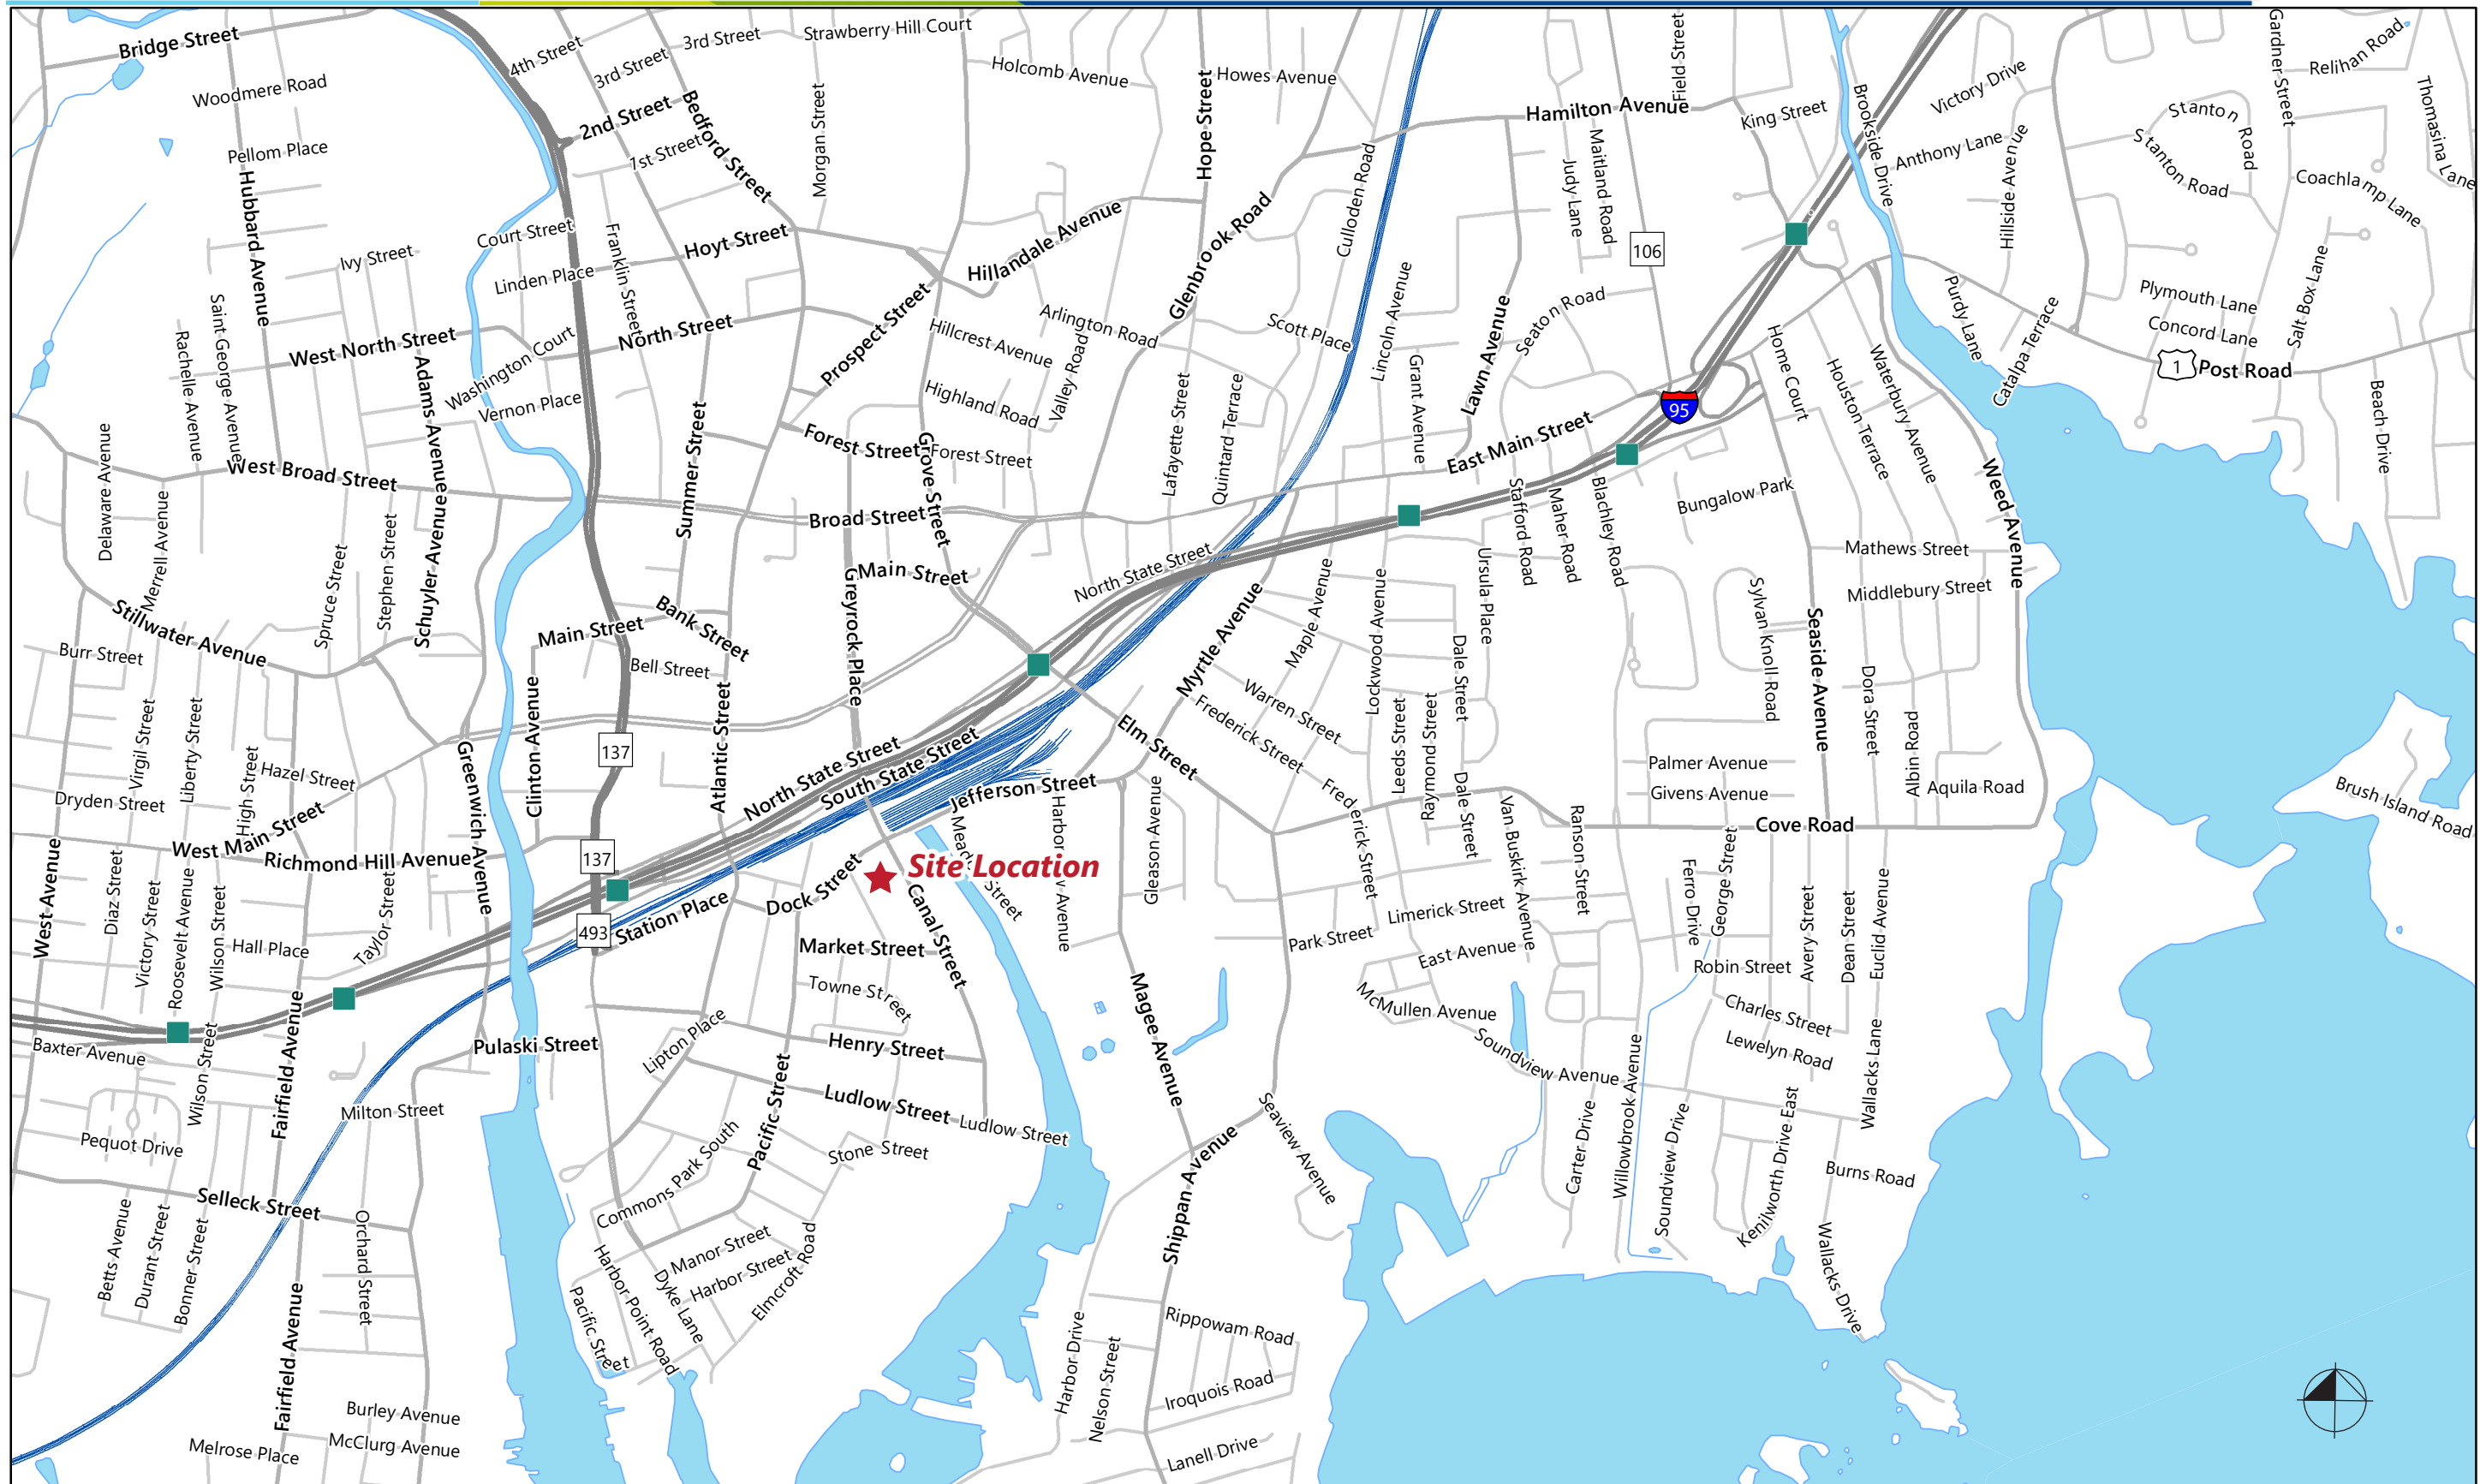 Bridge Street
4th Street
3rd Street
3rd Street
Strawberry Hill Court
Holcomb Avenue
Hope Street
Howes Avenue
Field Street
Gardner Street
Relihan Road
Thomasina Lane
Woodmere Road
2nd Street
1st Street
Bedford Street
Morgan Street
Hamilton Avenue
King Street
Brookside Drive
Victory Drive
Anthony Lane
Hillside Avenue
Stanton Road
Stanton Road
Coachlamp Lane
Pellom Place
Hubbard Avenue
Judy Lane
Maitland Road
Culloden Road
Glenbrook Road
Court Street
Ivy Street
Linden Place
Franklin Street
Hoyt Street
Hillandale Avenue
106
Saint George Avenue
Rachelle Avenue
West North Street
Adams Avenue
Washington Court
Vernon Place
North Street
Prospect Street
Hillcrest Avenue
Arlington Road
Highland Road
Valley Road
Scott Place
Lincoln Avenue
Grant Avenue
Lawn Avenue
Seaton Road
Home Court
Houston Terrace
Waterbury Avenue
Purdy Lane
Catalpa Terrace
Plymouth Lane
Concord Lane
Salt Box Lane
1
Post Road
Beach Drive
95
East Main Street
Delaware Avenue
Merrell Avenue
West Broad Street
Summer Street
Forest Street
Forest Street
Grove Street
Broad Street
Lafayette Street
Quintard Terrace
Stafford Road
Maher Road
Blachley Road
Bungalow Park
Weed Avenue
Mathews Street
Middlebury Street
Spruce Street
Stephen Street
Schuyler Avenue
Stillwater Avenue
Burr Street
Main Street
Bank Street
Bell Street
Main Street
Greyrock Place
North State Street
Myrtle Avenue
Maple Avenue
Lockwood Avenue
Ursula Place
Dale Street
Sylvan Knoll Road
Seaside Avenue
Dora Street
Albin Road
Aquila Road
Brush Island Road
Virgil Street
Liberty Street
High Street
Hazel Street
Dryden Street
West Main Street
Richmond Hill Avenue
Greenwich Avenue
Clinton Avenue
137
Atlantic Street
North State Street
South State Street
Jefferson Street
Elm Street
Warren Street
Frederick Street
Frederick Street
Leeds Street
Raymond Street
Dale Street
Van Buskirk Avenue
Ranson Street
Palmer Avenue
Givens Avenue
Cove Road
137
493
Station Place
Dock Street
Site Location
Canal Street
Harbor Avenue
Gleason Avenue
West Avenue
Diaz Street
Victory Street
Roosevelt Avenue
Wilson Street
Hall Place
Taylor Street
Market Street
Towne Street
Limerick Street
Park Street
East Avenue
McMullen Avenue
Ferro Drive
George Street
Robin Street
Avery Street
Dean Street
Euclid Avenue
Charles Street
Lewelyn Road
Soundview Avenue
Wallacks Lane
Baxter Avenue
Wilson Street
Fairfield Avenue
Pulaski Street
Lipton Place
Henry Street
Magee Avenue
Milton Street
Pequot Drive
Ludlow Street
Ludlow Street
Pacific Street
Stone Street
Commons Park South
Seaview Avenue
Shippan Avenue
Carter Drive
Willowbrook Avenue
Soundview Drive
Kenilworth Drive East
Burns Road
Wallacks Drive
Selleck Street
Betts Avenue
Durant Street
Bonner Street
Orchard Street
Fairfield Avenue
Manor Street
Harbor Street
Harbor Point Road
Dyke Lane
Elmcroft Road
Pacific Street
Harbor Drive
Nelson Street
Rippowam Road
Iroquois Road
Lanell Drive
Burley Avenue
McClurg Avenue
Melrose Place